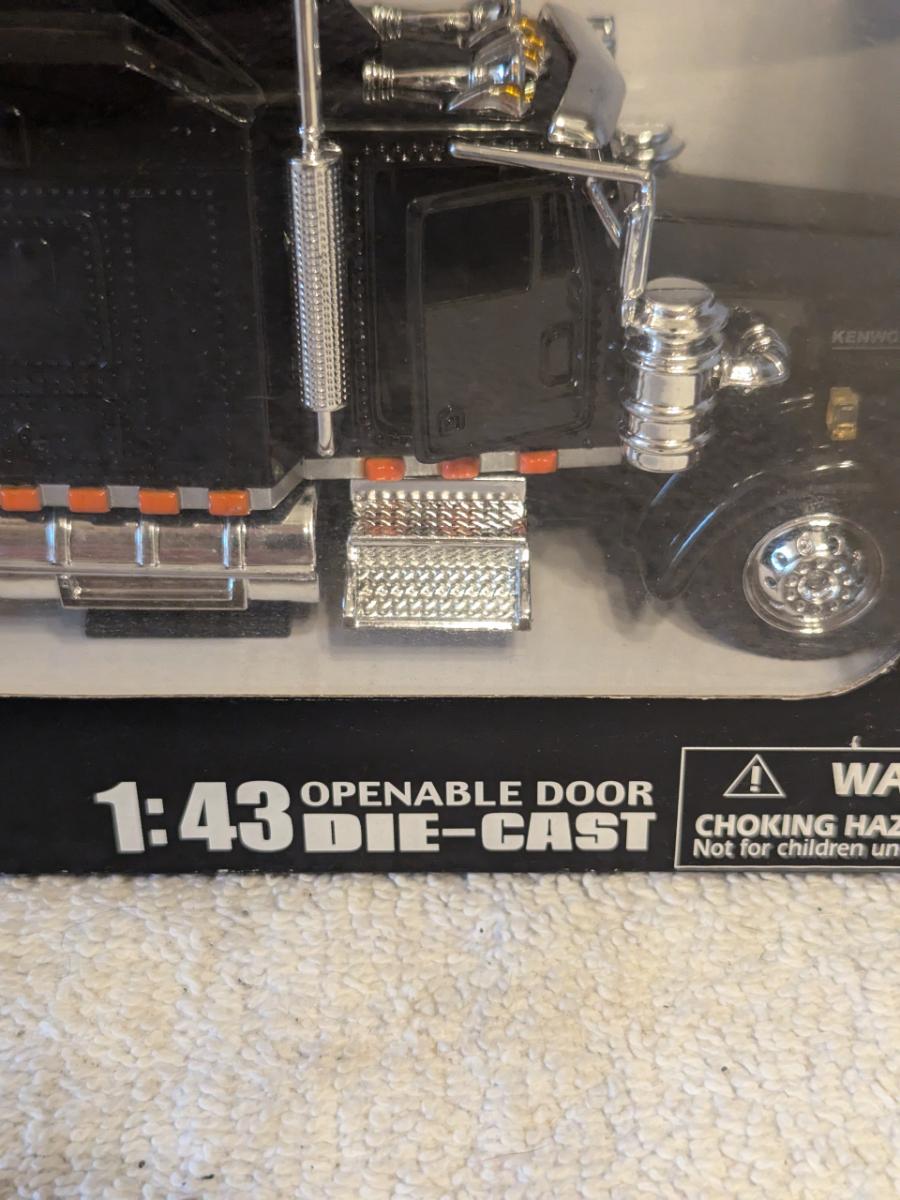 KENWO
1:43 OPENABLE DOOR
DIE-CAST
WA
CHOKING HAZ
Not for children un